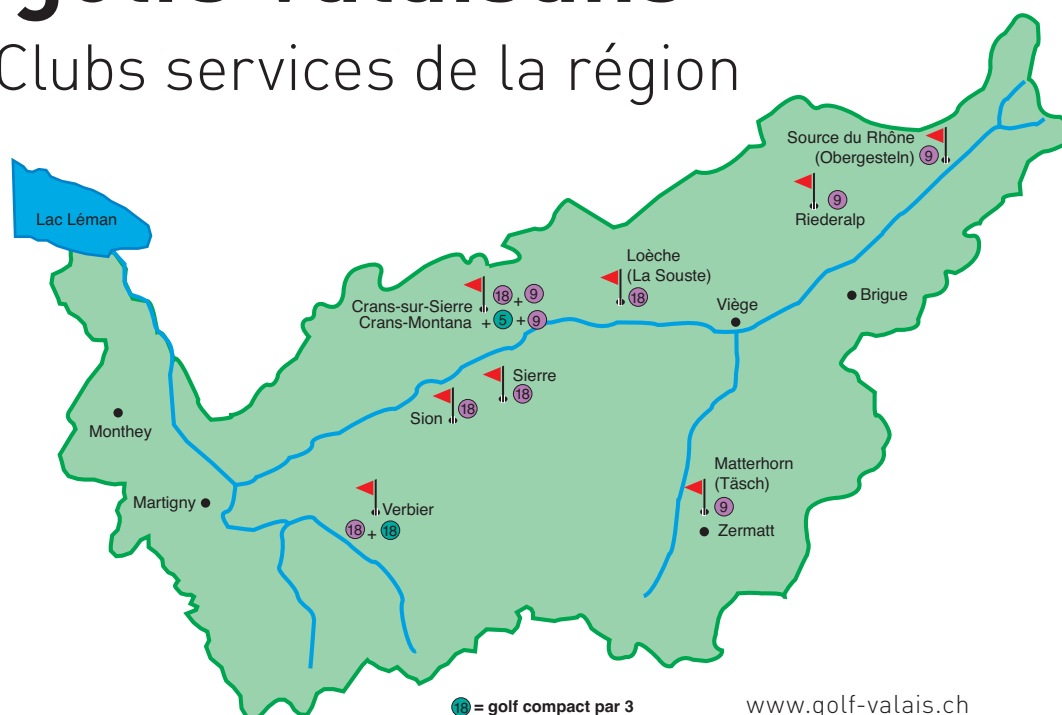 golfs valaisans
Clubs services de la région
Source du Rhône
(Obergesteln) 9
9
Riederalp
Lac Léman
Loèche
(La Souste)
18
Crans-sur-Sierre 18 + 9
Crans-Montana + 5 + 9
Viège
Brigue
Sierre
18
Sion 18
Monthey
Matterhorn
(Täsch)
9
Zermatt
Martigny
Verbier
18 + 18
18 = golf compact par 3
www.golf-valais.ch